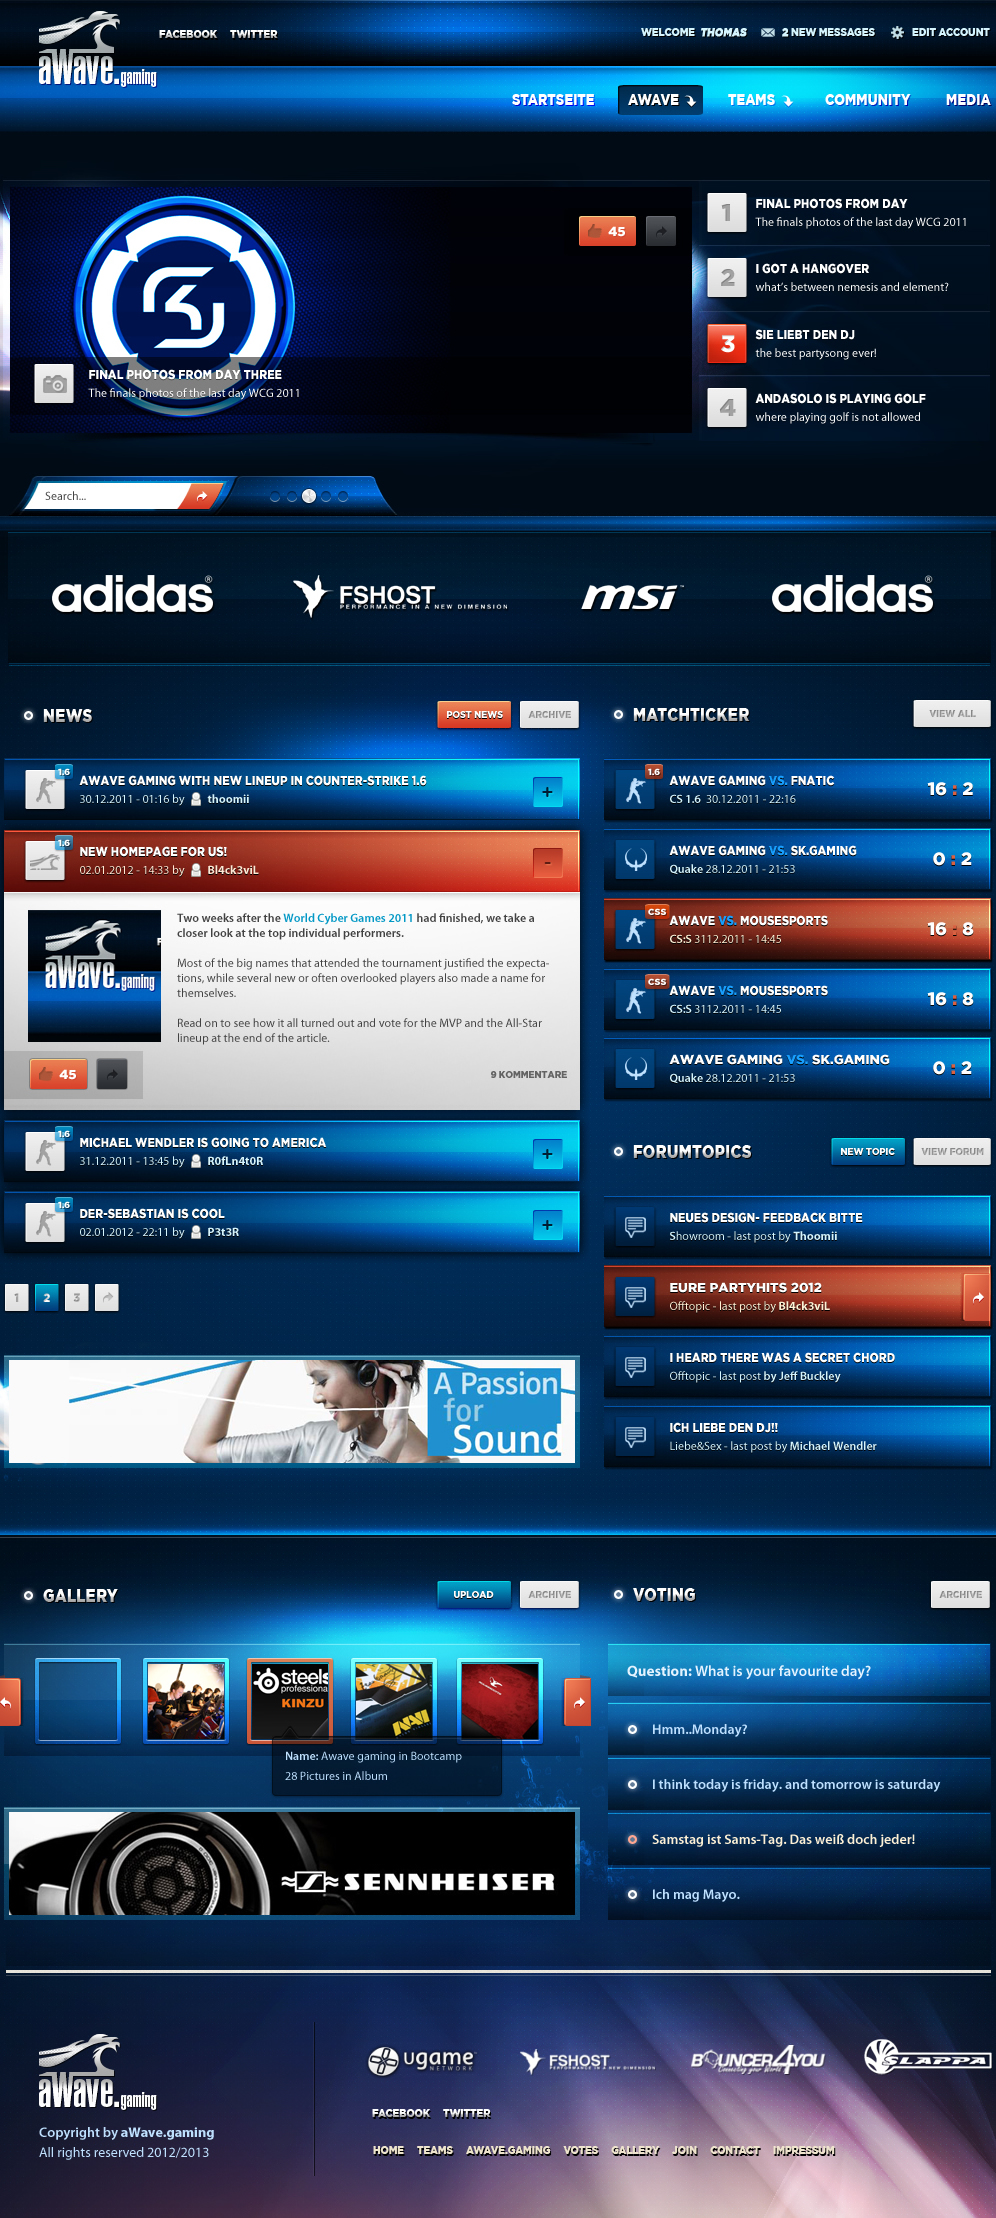 aWave.gaming
FACEBOOK TWITTER
WELCOME THOMAS 2 NEW MESSAGES EDIT ACCOUNT
STARTSEITE AWAVE TEAMS COMMUNITY MEDIA
45
FINAL PHOTOS FROM DAY THREE
The finals photos of the last day WCG 2011
1
FINAL PHOTOS FROM DAY
The finals photos of the last day WCG 2011
2
I GOT A HANGOVER
what's between nemesis and element?
3
SIE LIEBT DEN DJ
the best partysong ever!
4
ANDASOLO IS PLAYING GOLF
where playing golf is not allowed
Search...
adidas®
FSHOST
PERFORMANCE IN A NEW DIMENSION
msi™
adidas®
NEWS
POST NEWS ARCHIVE
1.6
AWAVE GAMING WITH NEW LINEUP IN COUNTER-STRIKE 1.6
30.12.2011 - 01:16 by thoomii
+
1.6
NEW HOMEPAGE FOR US!
02.01.2012 - 14:33 by Bl4ck3viL
-
aWave.gaming
F
Two weeks after the World Cyber Games 2011 had finished, we take a
closer look at the top individual performers.
Most of the big names that attended the tournament justified the expecta-
tions, while several new or often overlooked players also made a name for
themselves.
Read on to see how it all turned out and vote for the MVP and the All-Star
lineup at the end of the article.
45
9 KOMMENTARE
1.6
MICHAEL WENDLER IS GOING TO AMERICA
31.12.2011 - 13:45 by R0fLn4t0R
+
1.6
DER-SEBASTIAN IS COOL
02.01.2012 - 22:11 by P3t3R
+
1 2 3
A Passion
for
Sound
MATCHTICKER
VIEW ALL
1.6
AWAVE GAMING VS. FNATIC
CS 1.6 30.12.2011 - 22:16
16 : 2
AWAVE GAMING VS. SK.GAMING
Quake 28.12.2011 - 21:53
0 : 2
CSS
AWAVE VS. MOUSESPORTS
CS:S 3112.2011 - 14:45
16 : 8
CSS
AWAVE VS. MOUSESPORTS
CS:S 3112.2011 - 14:45
16 : 8
AWAVE GAMING VS. SK.GAMING
Quake 28.12.2011 - 21:53
0 : 2
FORUMTOPICS
NEW TOPIC VIEW FORUM
NEUES DESIGN- FEEDBACK BITTE
Showroom - last post by Thoomii
EURE PARTYHITS 2012
Offtopic - last post by Bl4ck3viL
I HEARD THERE WAS A SECRET CHORD
Offtopic - last post by Jeff Buckley
ICH LIEBE DEN DJ!!
Liebe&Sex - last post by Michael Wendler
GALLERY
UPLOAD ARCHIVE
steels
professiona
KINZU
NAVI
Name: Awave gaming in Bootcamp
28 Pictures in Album
SENNHEISER
VOTING
ARCHIVE
Question: What is your favourite day?
Hmm..Monday?
I think today is friday. and tomorrow is saturday
Samstag ist Sams-Tag. Das weiß doch jeder!
Ich mag Mayo.
aWave.gaming
Copyright by aWave.gaming
All rights reserved 2012/2013
ugame
NETWORK
FSHOST
PERFORMANCE IN A NEW DIMENSION
BOUNCER4YOU
Connecting your World
SLAPPA
FACEBOOK TWITTER
HOME TEAMS AWAVE.GAMING VOTES GALLERY JOIN CONTACT IMPRESSUM